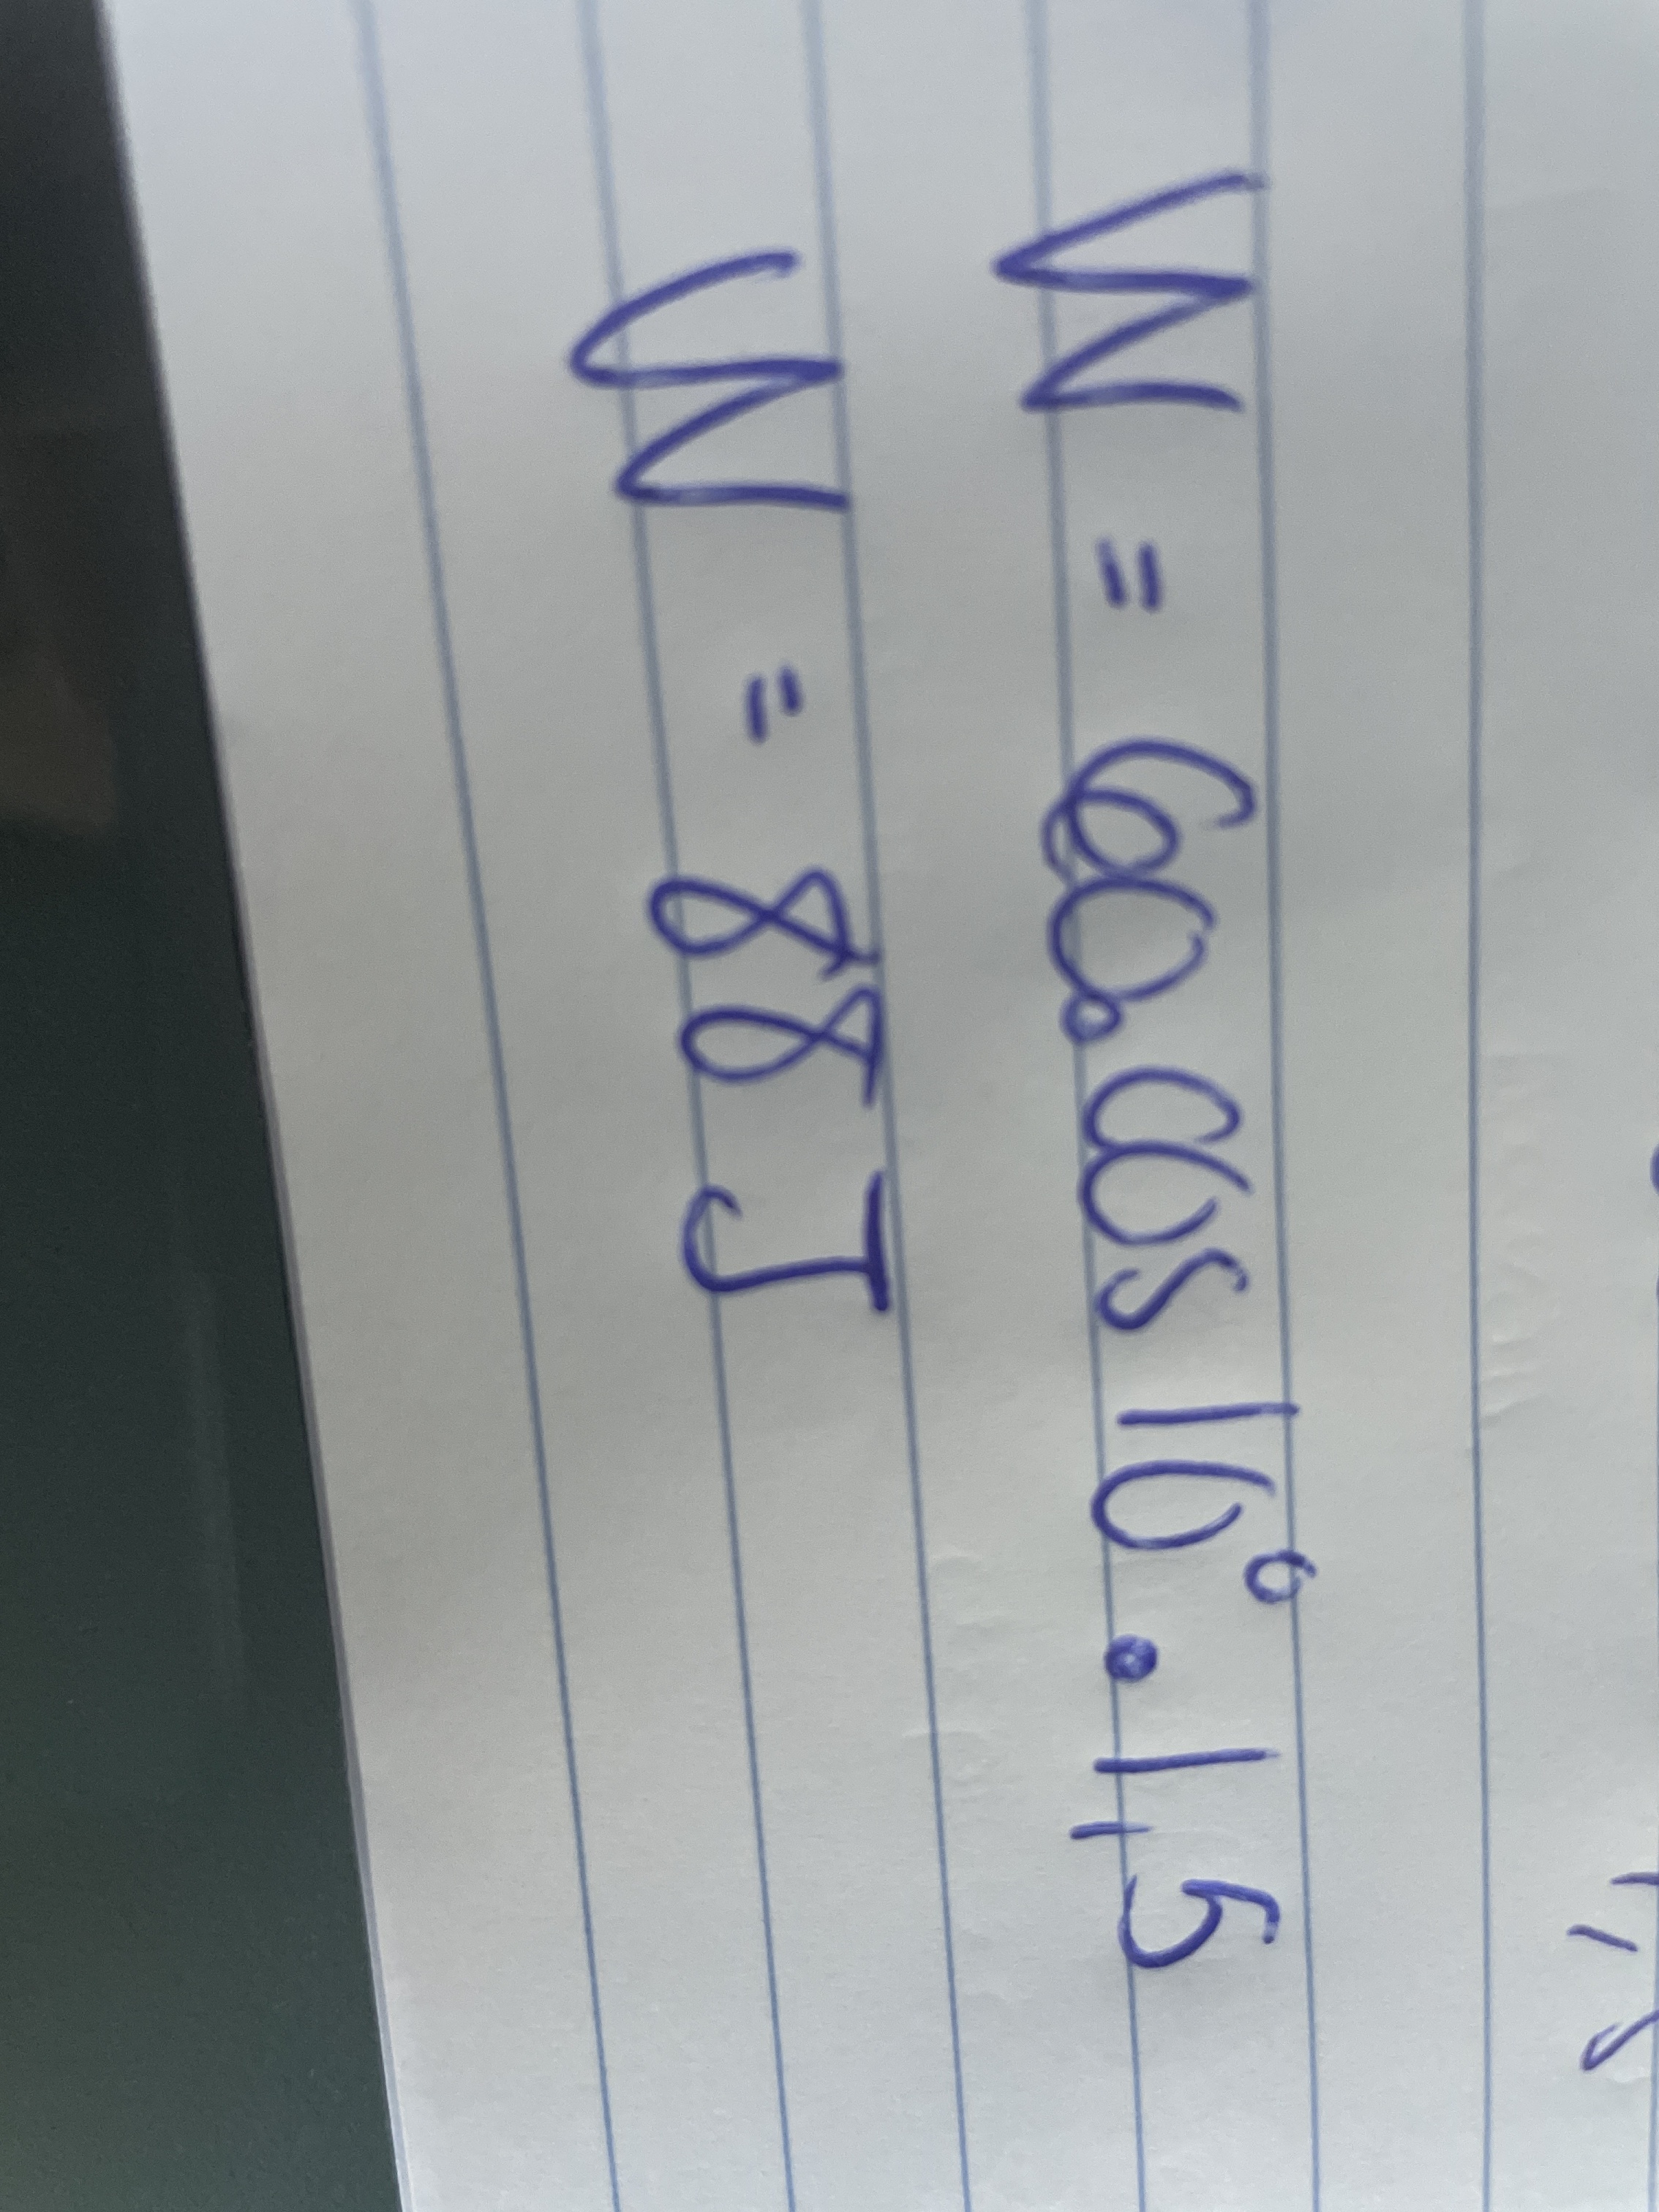 W = 60 . cos 10° . 1,5
W = 88 J